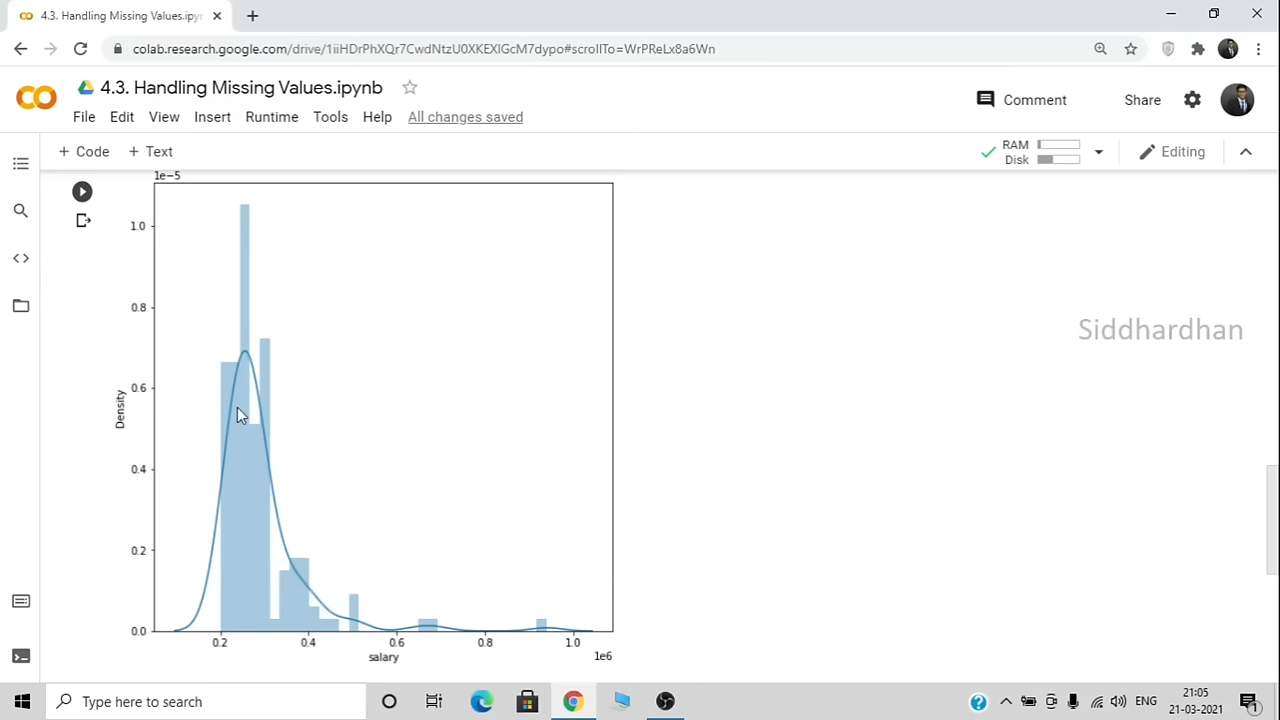 4.3. Handling Missing Values.ipyn
colab.research.google.com/drive/1iiHDrPhXQr7CwdNtzU0XKEXlGcM7dypo#scrollTo=WrPReLx8a6Wn
4.3. Handling Missing Values.ipynb
File Edit View Insert Runtime Tools Help All changes saved
Comment
Share
+ Code + Text
RAM
Disk
Editing
1e−5
1.0
0.8
0.6
0.4
0.2
0.0
Density
0.2 0.4 0.6 0.8 1.0
salary
1e6
Siddhardhan
Type here to search
ENG
21:05
21-03-2021
1